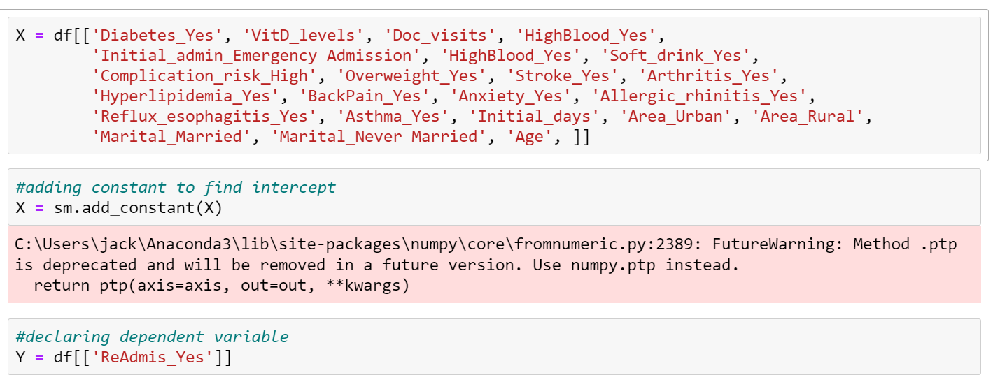 X = df[['Diabetes_Yes', 'VitD_levels', 'Doc_visits', 'HighBlood_Yes',
'Initial_admin_Emergency Admission', 'HighBlood_Yes', 'Soft_drink_Yes',
'Complication_risk_High', 'Overweight_Yes', 'Stroke_Yes', 'Arthritis_Yes',
'Hyperlipidemia_Yes', 'BackPain_Yes', 'Anxiety_Yes', 'Allergic_rhinitis_Yes',
'Reflux_esophagitis_Yes', 'Asthma_Yes', 'Initial_days', 'Area_Urban', 'Area_Rural',
'Marital_Married', 'Marital_Never Married', 'Age', ]]
#adding constant to find intercept
X = sm.add_constant(X)
C:\Users\jack\Anaconda3\lib\site-packages\numpy\core\fromnumeric.py:2389: FutureWarning: Method .ptp
is deprecated and will be removed in a future version. Use numpy.ptp instead.
return ptp(axis=axis, out=out, **kwargs)
#declaring dependent variable
Y = df[['ReAdmis_Yes']]